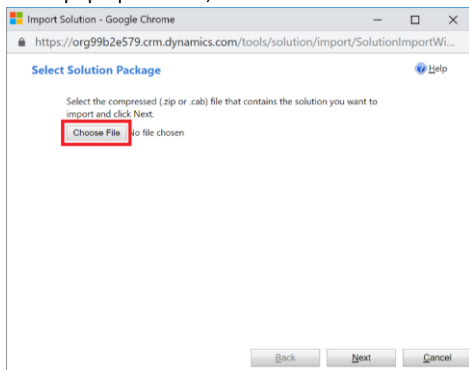 Import Solution - Google Chrome
https://org99b2e579.crm.dynamics.com/tools/solution/import/SolutionImportWi...
Select Solution Package
Help
Select the compressed (.zip or .cab) file that contains the solution you want to
import and click Next.
Choose File No file chosen
Back Next Cancel